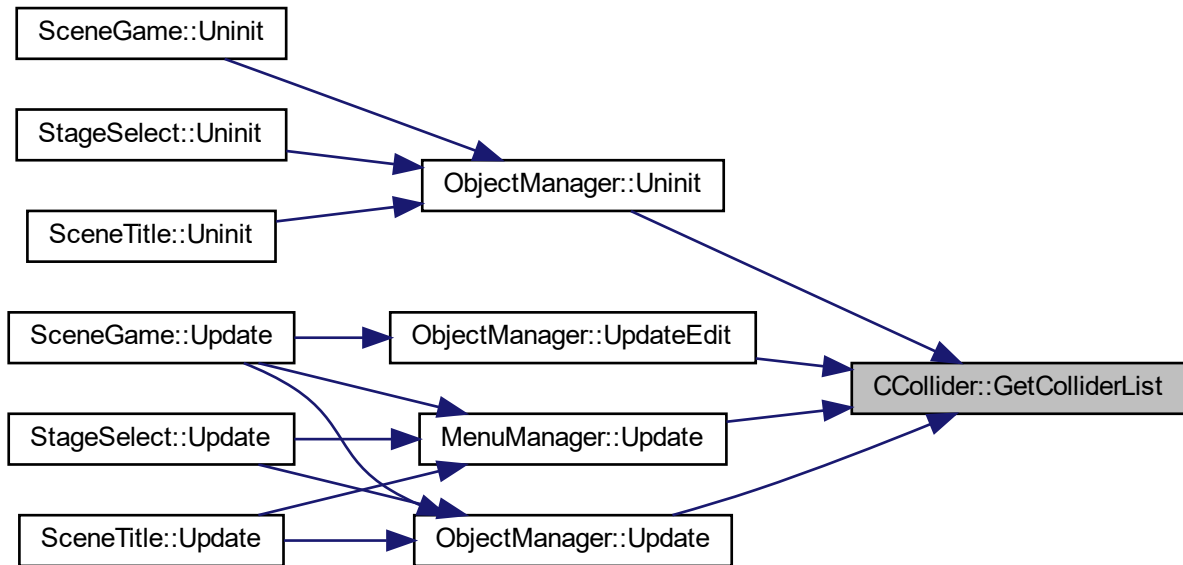 SceneGame::Uninit
StageSelect::Uninit
ObjectManager::Uninit
SceneTitle::Uninit
SceneGame::Update
ObjectManager::UpdateEdit
CCollider::GetColliderList
StageSelect::Update
MenuManager::Update
SceneTitle::Update
ObjectManager::Update